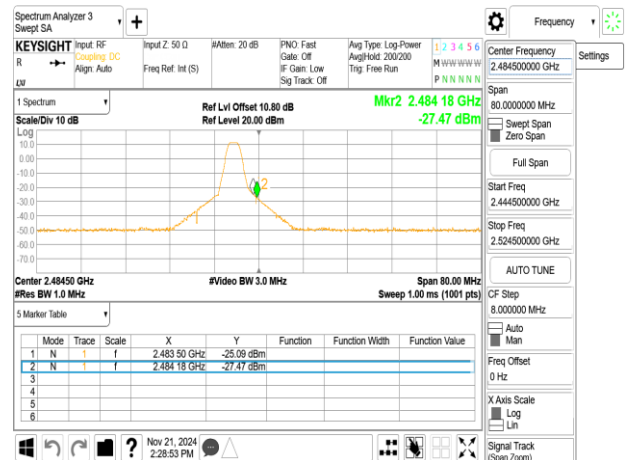 Spectrum Analyzer 3
Swept SA
Frequency
KEYSIGHT Input: RF Input Z: 50 Ω #Atten: 20 dB PNO: Fast Avg Type: Log-Power 1 2 3 4 5 6
Coupling: DC Gate: Off Avg|Hold: 200/200
R Align: Auto Freq Ref: Int (S) IF Gain: Low Trig: Free Run M W W W W W
Sig Track: Off P N N N N N
LXI
Center Frequency
2.484500000 GHz
Settings
Span
80.0000000 MHz
Swept Span
Zero Span
Full Span
Start Freq
2.444500000 GHz
Stop Freq
2.524500000 GHz
AUTO TUNE
CF Step
8.000000 MHz
Auto
Man
Freq Offset
0 Hz
X Axis Scale
Log
Lin
Signal Track
(Span Zoom)
1 Spectrum
Scale/Div 10 dB
Ref Lvl Offset 10.80 dB
Ref Level 20.00 dBm
Mkr2 2.484 18 GHz
-27.47 dBm
Log
10.0
0.00
-10.0
-20.0
-30.0
-40.0
-50.0
-60.0
-70.0
2
1
Center 2.48450 GHz #Video BW 3.0 MHz Span 80.00 MHz
#Res BW 1.0 MHz Sweep 1.00 ms (1001 pts)
5 Marker Table
Mode Trace Scale X Y Function Function Width Function Value
1 N 1 f 2.483 50 GHz -25.09 dBm
2 N 1 f 2.484 18 GHz -27.47 dBm
3
4
5
6
? Nov 21, 2024
2:28:53 PM